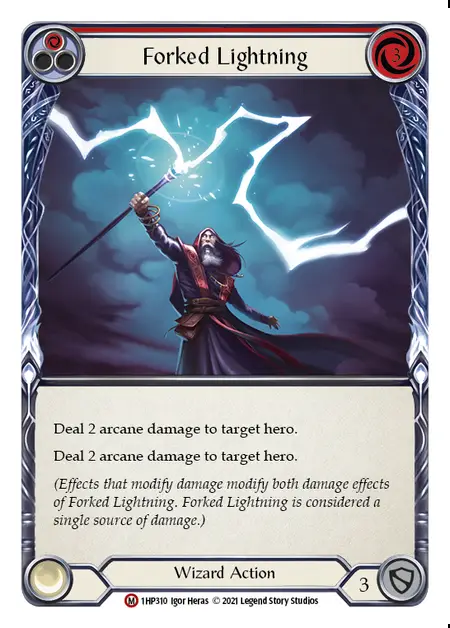 3
Forked Lightning
Deal 2 arcane damage to target hero.
Deal 2 arcane damage to target hero.
(Effects that modify damage modify both damage effects
of Forked Lightning. Forked Lightning is considered a
single source of damage.)
Wizard Action
3
M 1HP310 Igor Heras © 2021 Legend Story Studios